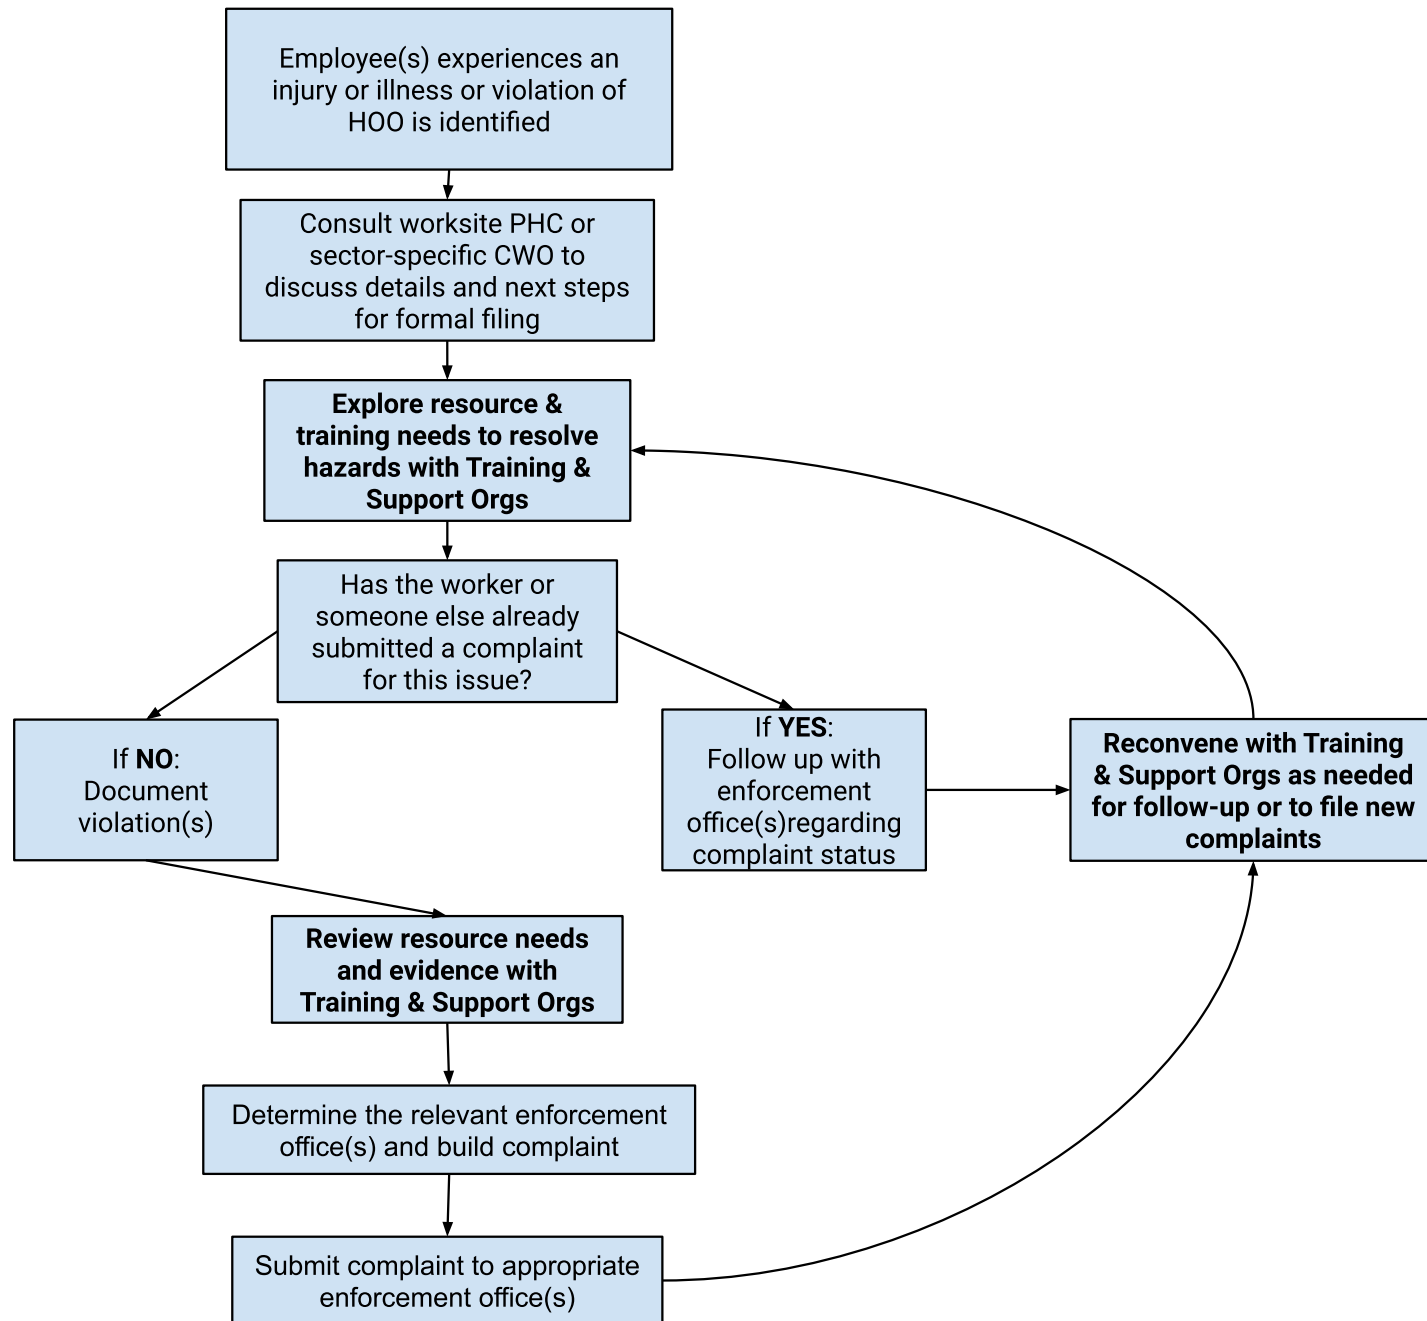 Employee(s) experiences an
injury or illness or violation of
HOO is identified
Consult worksite PHC or
sector-specific CWO to
discuss details and next steps
for formal filing
Explore resource &
training needs to resolve
hazards with Training &
Support Orgs
Has the worker or
someone else already
submitted a complaint
for this issue?
If NO:
Document
violation(s)
If YES:
Follow up with
enforcement
office(s)regarding
complaint status
Reconvene with Training
& Support Orgs as needed
for follow-up or to file new
complaints
Review resource needs
and evidence with
Training & Support Orgs
Determine the relevant enforcement
office(s) and build complaint
Submit complaint to appropriate
enforcement office(s)